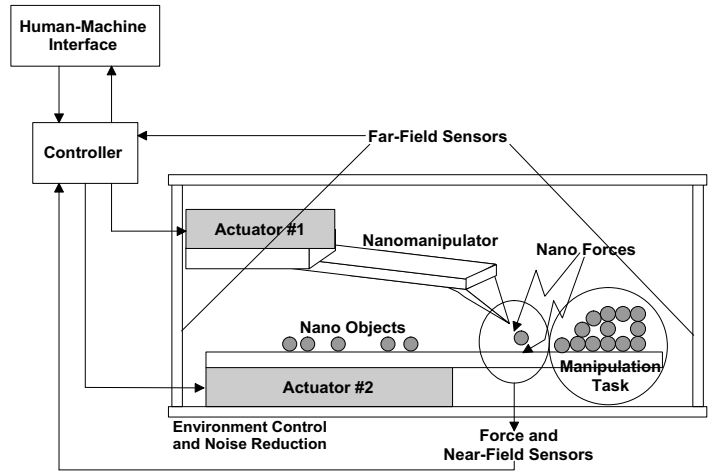 Human-Machine
Interface
Controller
Far-Field Sensors
Actuator #1
Nanomanipulator
Nano Forces
Nano Objects
Manipulation
Task
Actuator #2
Environment Control
and Noise Reduction
Force and
Near-Field Sensors